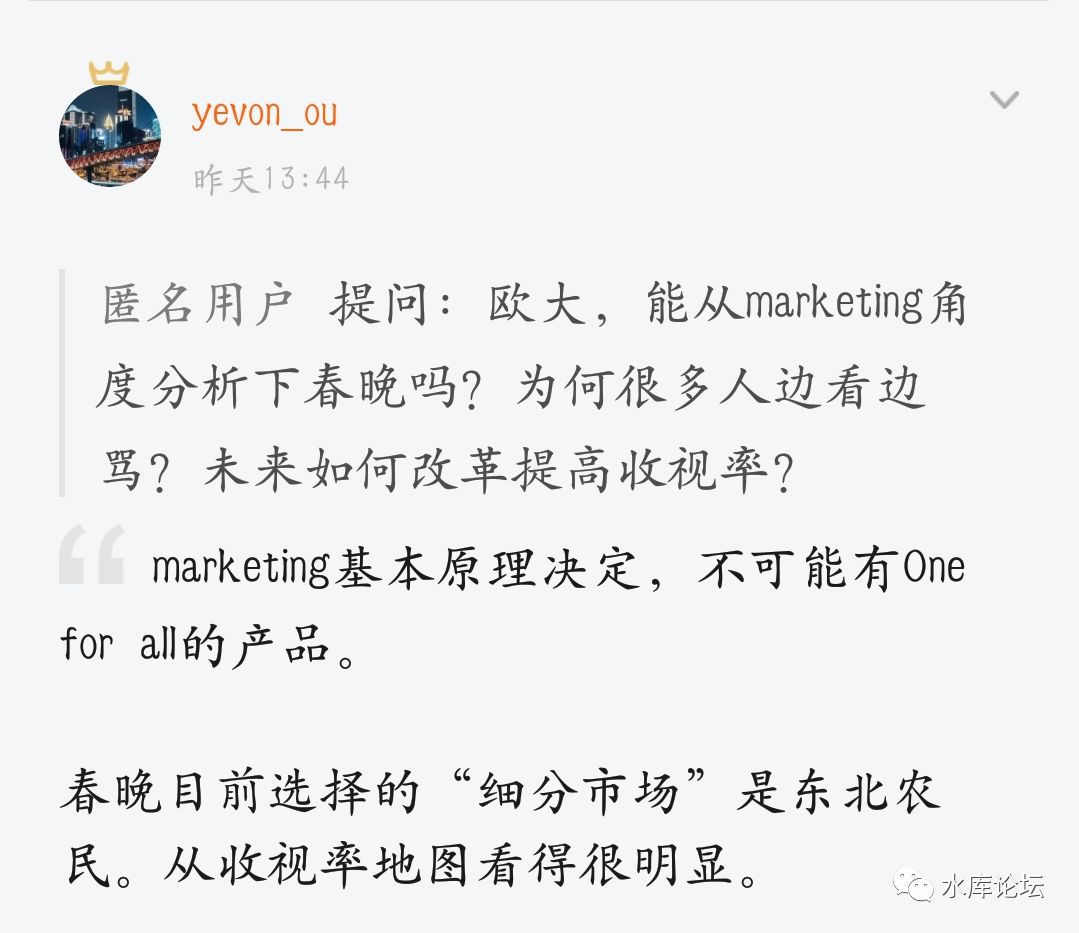 yevon_ou
昨天13:44
匿名用户 提问：欧大，能从marketing角
度分析下春晚吗？为何很多人边看边
骂？未来如何改革提高收视率？
“ marketing基本原理决定，不可能有One
for all的产品。
春晚目前选择的“细分市场”是东北农
民。从收视率地图看得很明显。
水库论坛